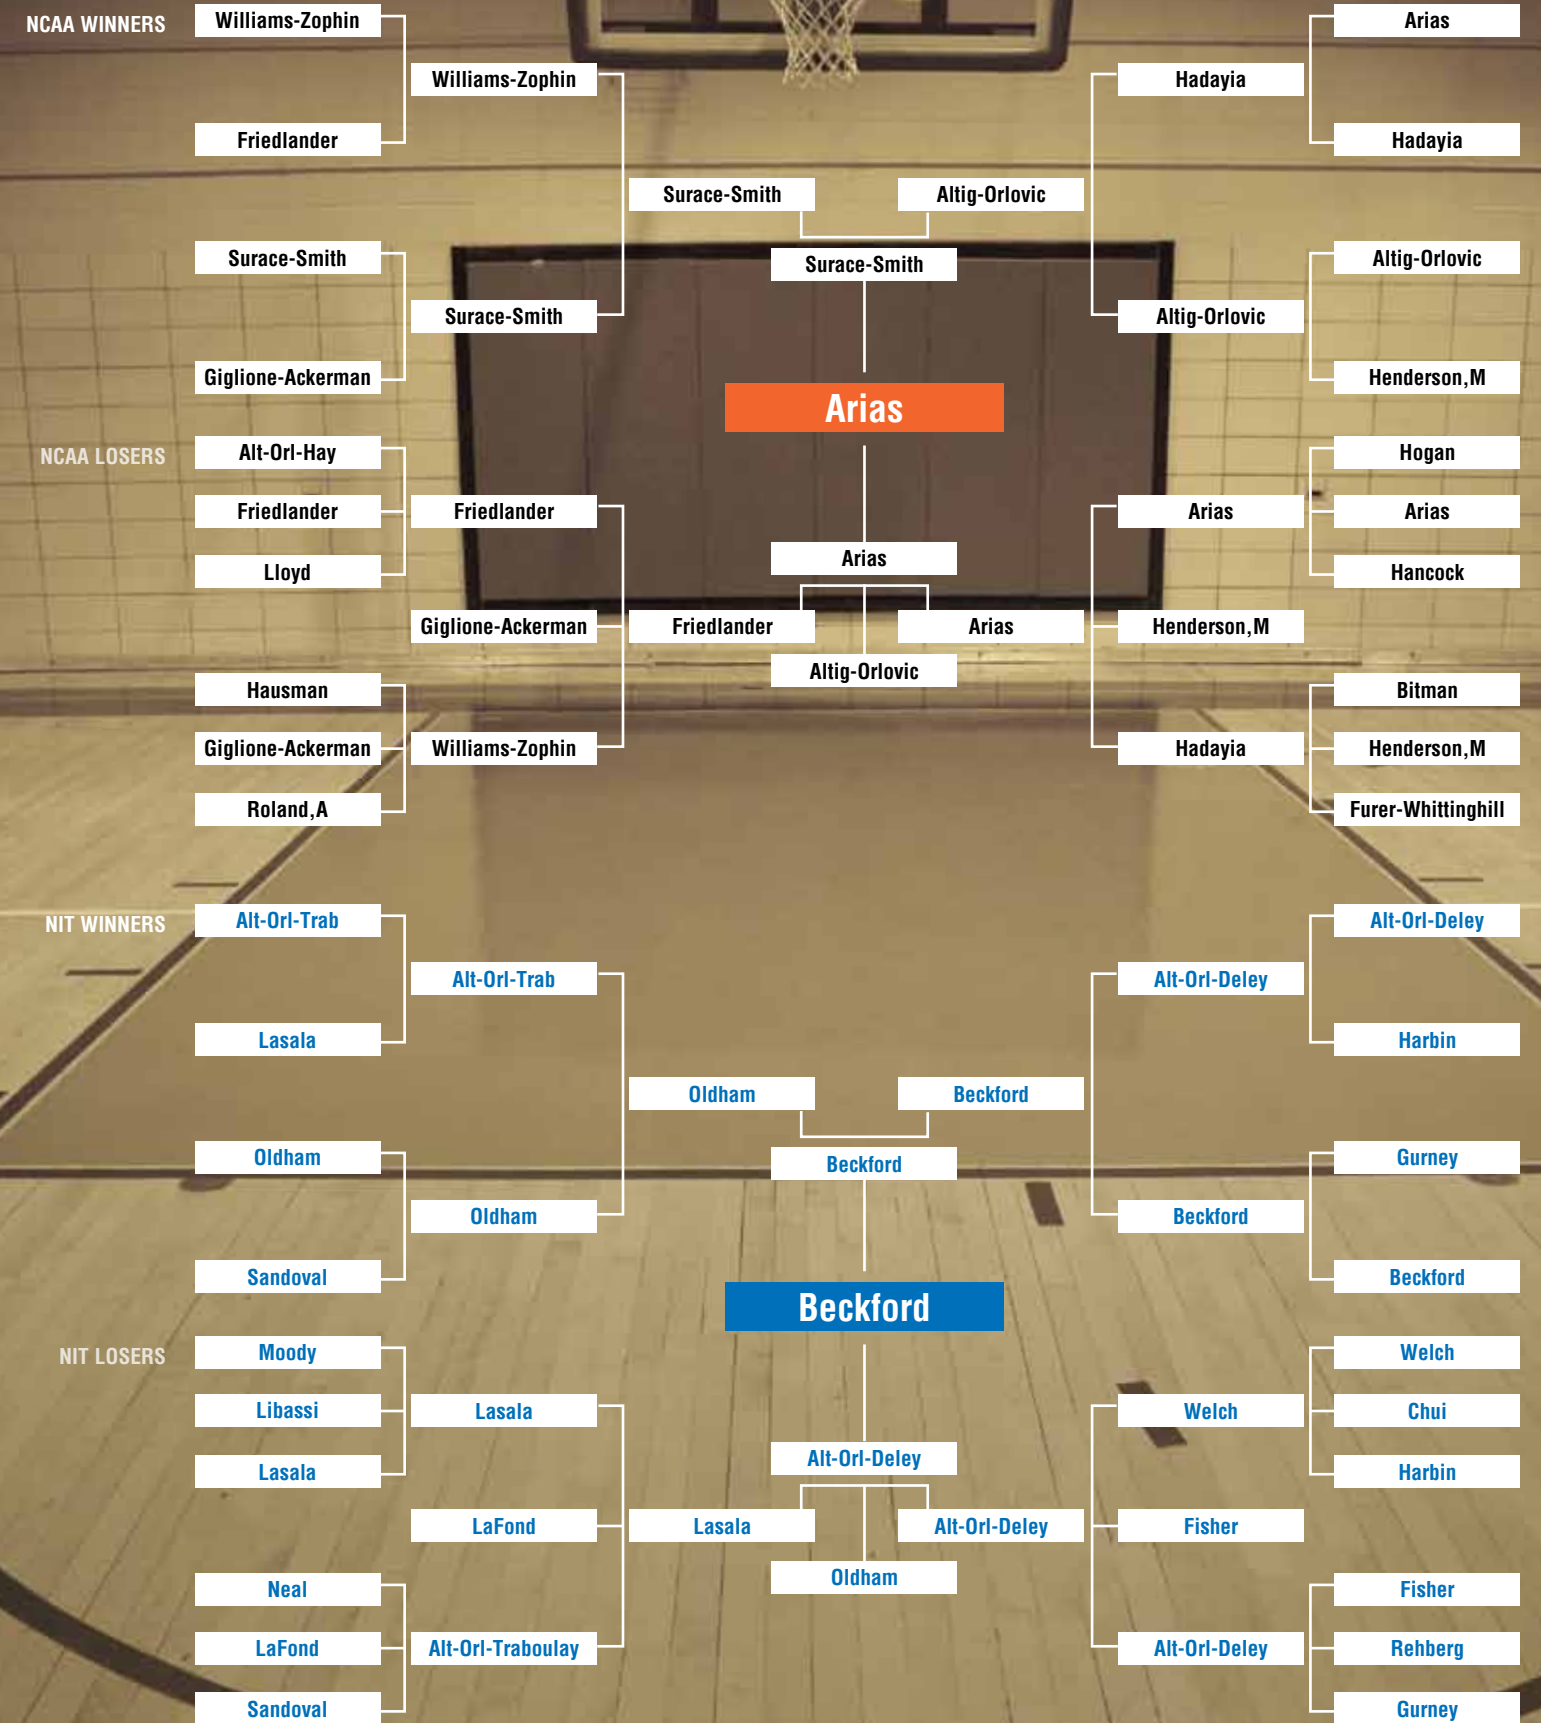 NCAA WINNERS
Williams-Zophin
Arias
Williams-Zophin
Hadayia
Friedlander
Hadayia
Surace-Smith
Altig-Orlovic
Surace-Smith
Surace-Smith
Altig-Orlovic
Surace-Smith
Altig-Orlovic
Giglione-Ackerman
Henderson,M
Arias
NCAA LOSERS
Alt-Orl-Hay
Hogan
Friedlander
Friedlander
Arias
Arias
Arias
Lloyd
Hancock
Giglione-Ackerman
Friedlander
Arias
Henderson,M
Altig-Orlovic
Hausman
Bitman
Giglione-Ackerman
Williams-Zophin
Hadayia
Henderson,M
Roland,A
Furer-Whittinghill
NIT WINNERS
Alt-Orl-Trab
Alt-Orl-Deley
Alt-Orl-Trab
Alt-Orl-Deley
Lasala
Harbin
Oldham
Beckford
Oldham
Beckford
Gurney
Oldham
Beckford
Sandoval
Beckford
Beckford
NIT LOSERS
Moody
Welch
Libassi
Lasala
Welch
Chui
Alt-Orl-Deley
Lasala
Harbin
LaFond
Lasala
Alt-Orl-Deley
Fisher
Oldham
Neal
Fisher
LaFond
Alt-Orl-Traboulay
Alt-Orl-Deley
Rehberg
Sandoval
Gurney